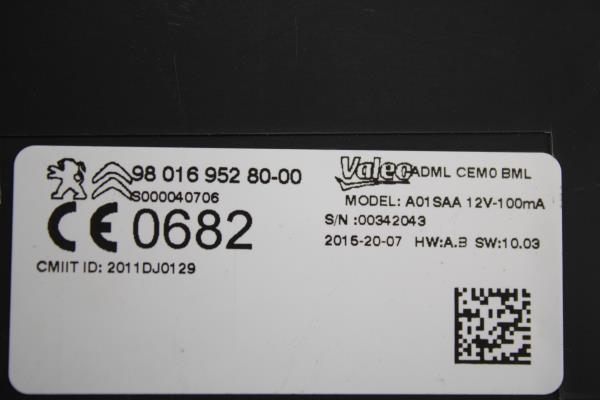 98 016 952 80-00
S000040706
CE 0682
CMIIT ID: 2011DJ0129
Valeo ADML CEM0 BML
MODEL: A01SAA 12V-100mA
S/N :00342043
2015-20-07 HW:A.B SW:10.03